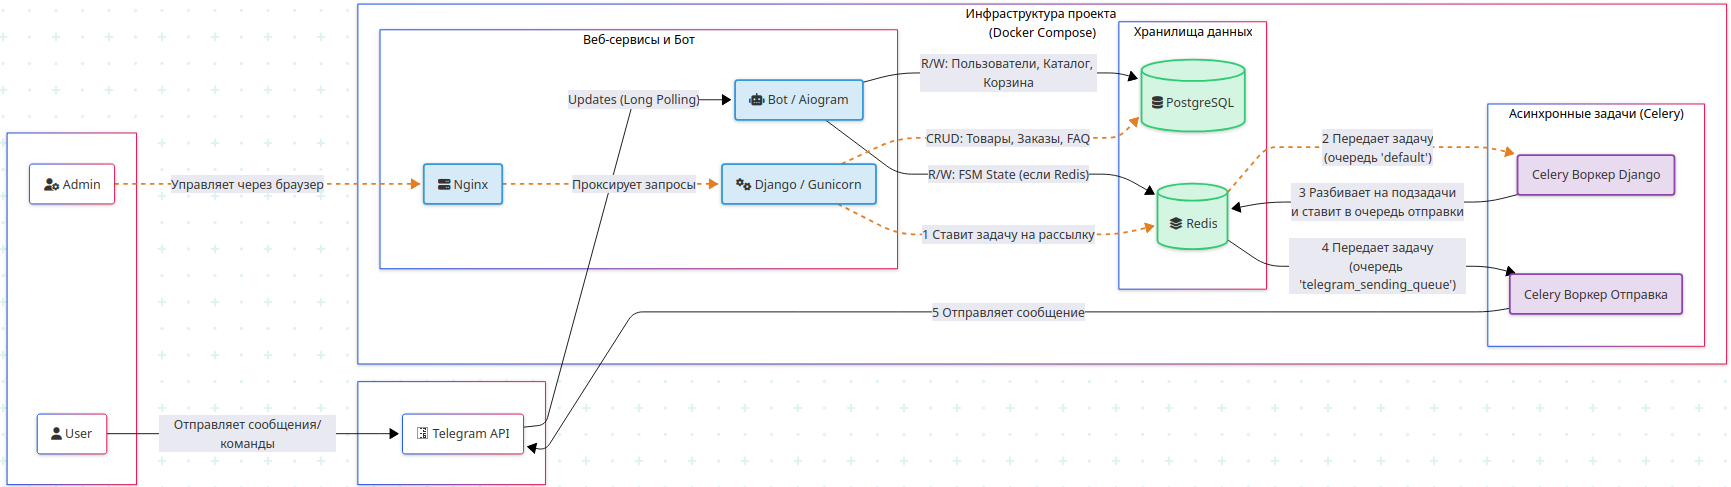 Инфраструктура проекта
(Docker Compose)
Веб-сервисы и Бот
Хранилища данных
Асинхронные задачи (Celery)
Updates (Long Polling)
Bot / Aiogram
R/W: Пользователи, Каталог,
Корзина
PostgreSQL
CRUD: Товары, Заказы, FAQ
2 Передает задачу
(очередь 'default')
Admin
Управляет через браузер
Nginx
Проксирует запросы
Django / Gunicorn
R/W: FSM State (если Redis)
Celery Воркер Django
3 Разбивает на подзадачи
и ставит в очередь отправки
Redis
1 Ставит задачу на рассылку
4 Передает задачу
(очередь
'telegram_sending_queue')
Celery Воркер Отправка
5 Отправляет сообщение
User
Отправляет сообщения/
команды
Telegram API